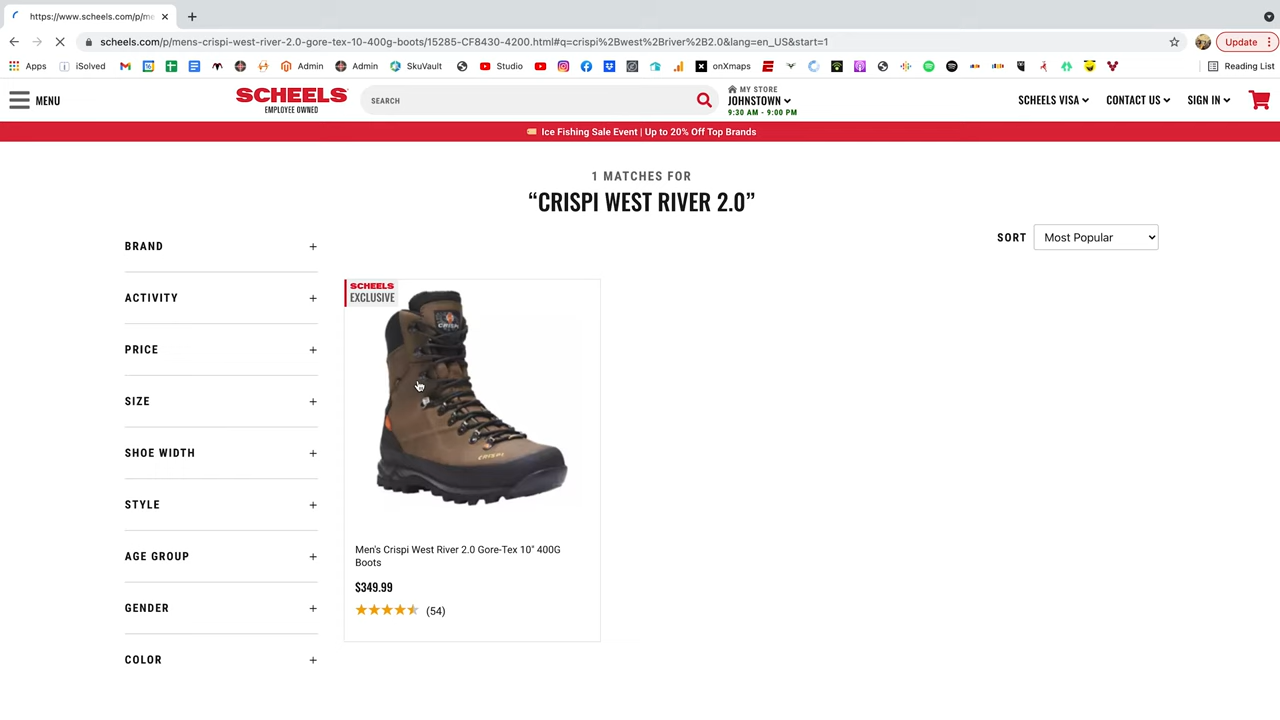 https://www.scheels.com/p/me
scheels.com/p/mens-crispi-west-river-2.0-gore-tex-10-400g-boots/15285-CF8430-4200.html#q=crispi%2Bwest%2Briver%2B2.0&lang=en_US&start=1
Update
Apps iSolved Admin Admin SkuVault Studio onXmaps Reading List
MENU
SCHEELS
EMPLOYEE OWNED
SEARCH
MY STORE
JOHNSTOWN
9:30 AM - 9:00 PM
SCHEELS VISA
CONTACT US
SIGN IN
Ice Fishing Sale Event | Up to 20% Off Top Brands
1 MATCHES FOR
“CRISPI WEST RIVER 2.0”
SORT Most Popular
BRAND +
ACTIVITY +
PRICE +
SIZE +
SHOE WIDTH +
STYLE +
AGE GROUP +
GENDER +
COLOR +
SCHEELS
EXCLUSIVE
CRISPI
Men's Crispi West River 2.0 Gore-Tex 10" 400G
Boots
$349.99
(54)